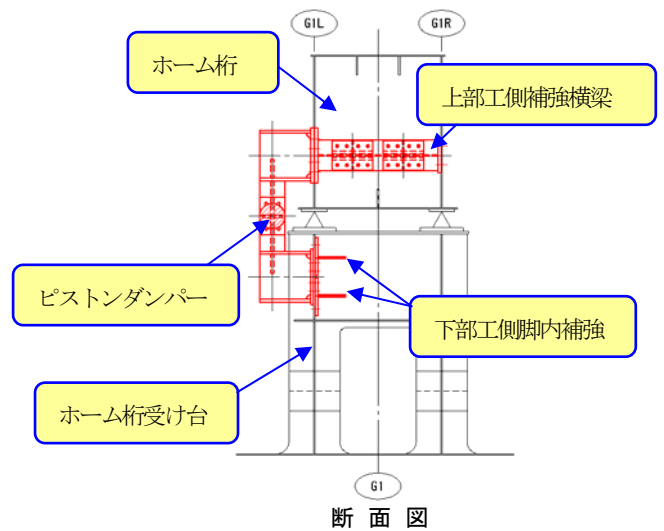 G1L
G1R
ホーム桁
上部工側補強横梁
ピストンダンパー
下部工側脚内補強
ホーム桁受け台
G1
断面図